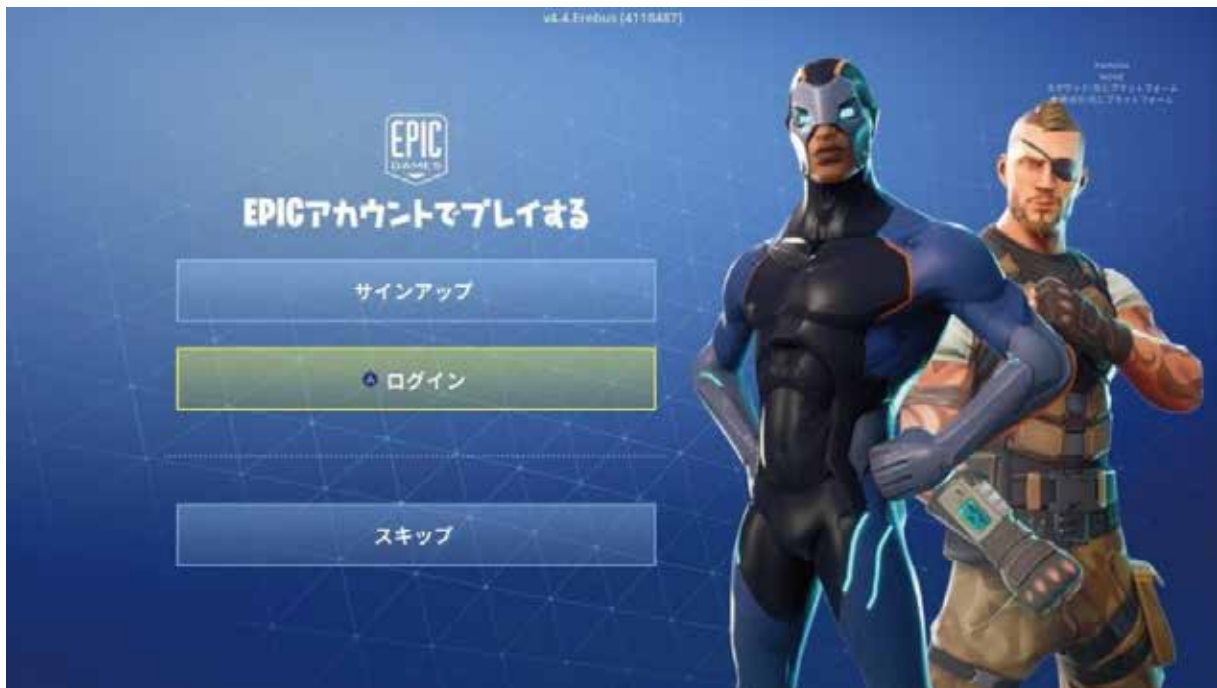 v4.4.Erebus (4118487)
EPIC
GAMES
EPICアカウントでプレイする
サインアップ
A ログイン
スキップ